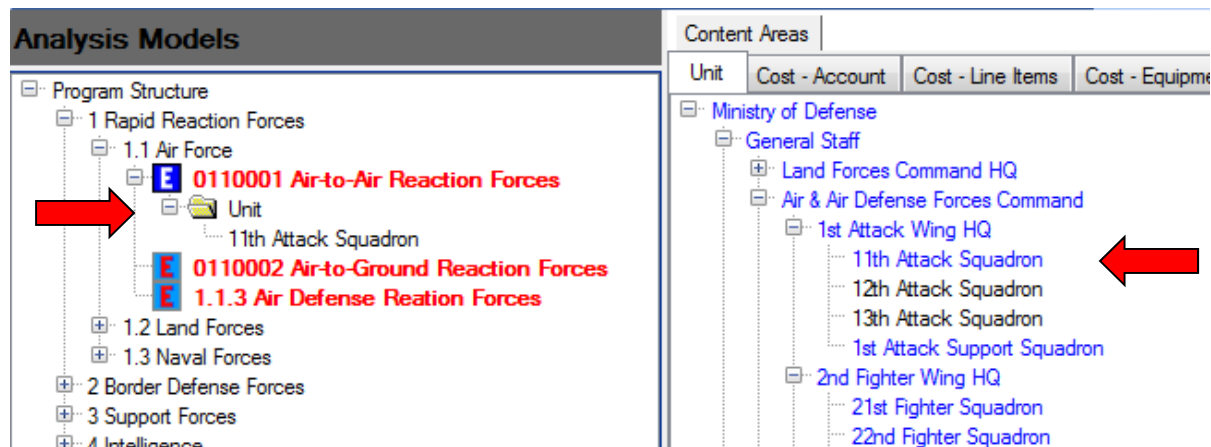 Analysis Models
Program Structure
1 Rapid Reaction Forces
1.1 Air Force
E 0110001 Air-to-Air Reaction Forces
Unit
11th Attack Squadron
E 0110002 Air-to-Ground Reaction Forces
E 1.1.3 Air Defense Reation Forces
1.2 Land Forces
1.3 Naval Forces
2 Border Defense Forces
3 Support Forces
4 Intelligence
Content Areas
Unit Cost - Account Cost - Line Items Cost - Equipme
Ministry of Defense
General Staff
Land Forces Command HQ
Air & Air Defense Forces Command
1st Attack Wing HQ
11th Attack Squadron
12th Attack Squadron
13th Attack Squadron
1st Attack Support Squadron
2nd Fighter Wing HQ
21st Fighter Squadron
22nd Fighter Squadron